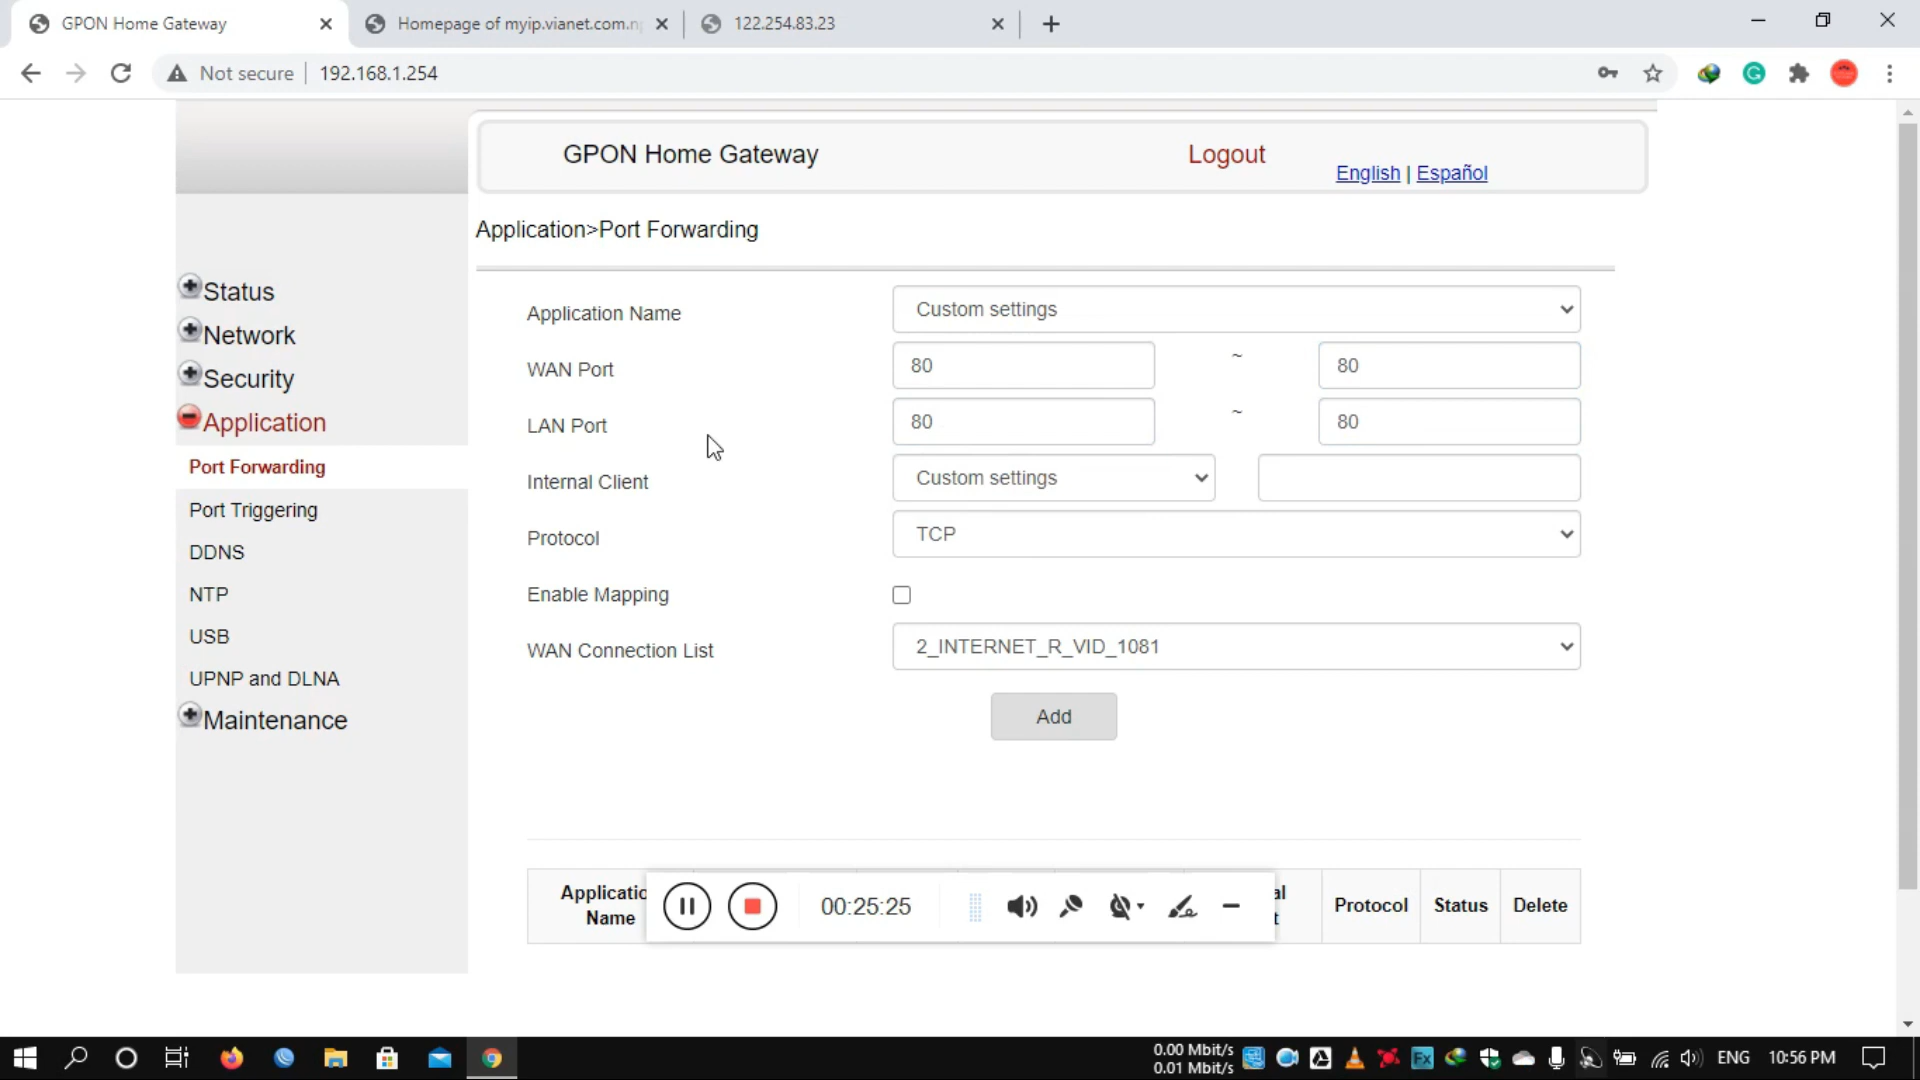 GPON Home Gateway
Homepage of myip.vianet.com.n
122.254.83.23
Not secure
192.168.1.254
GPON Home Gateway
Logout
English | Español
Application>Port Forwarding
Status
Network
Security
Application
Port Forwarding
Port Triggering
DDNS
NTP
USB
UPNP and DLNA
Maintenance
Application Name
Custom settings
WAN Port
80 ~ 80
LAN Port
80 ~ 80
Internal Client
Custom settings
Protocol
TCP
Enable Mapping
WAN Connection List
2_INTERNET_R_VID_1081
Add
Name
00:25:25
Protocol
Status
Delete
0.00 Mbit/s
0.01 Mbit/s
Fx
ENG
10:56 PM